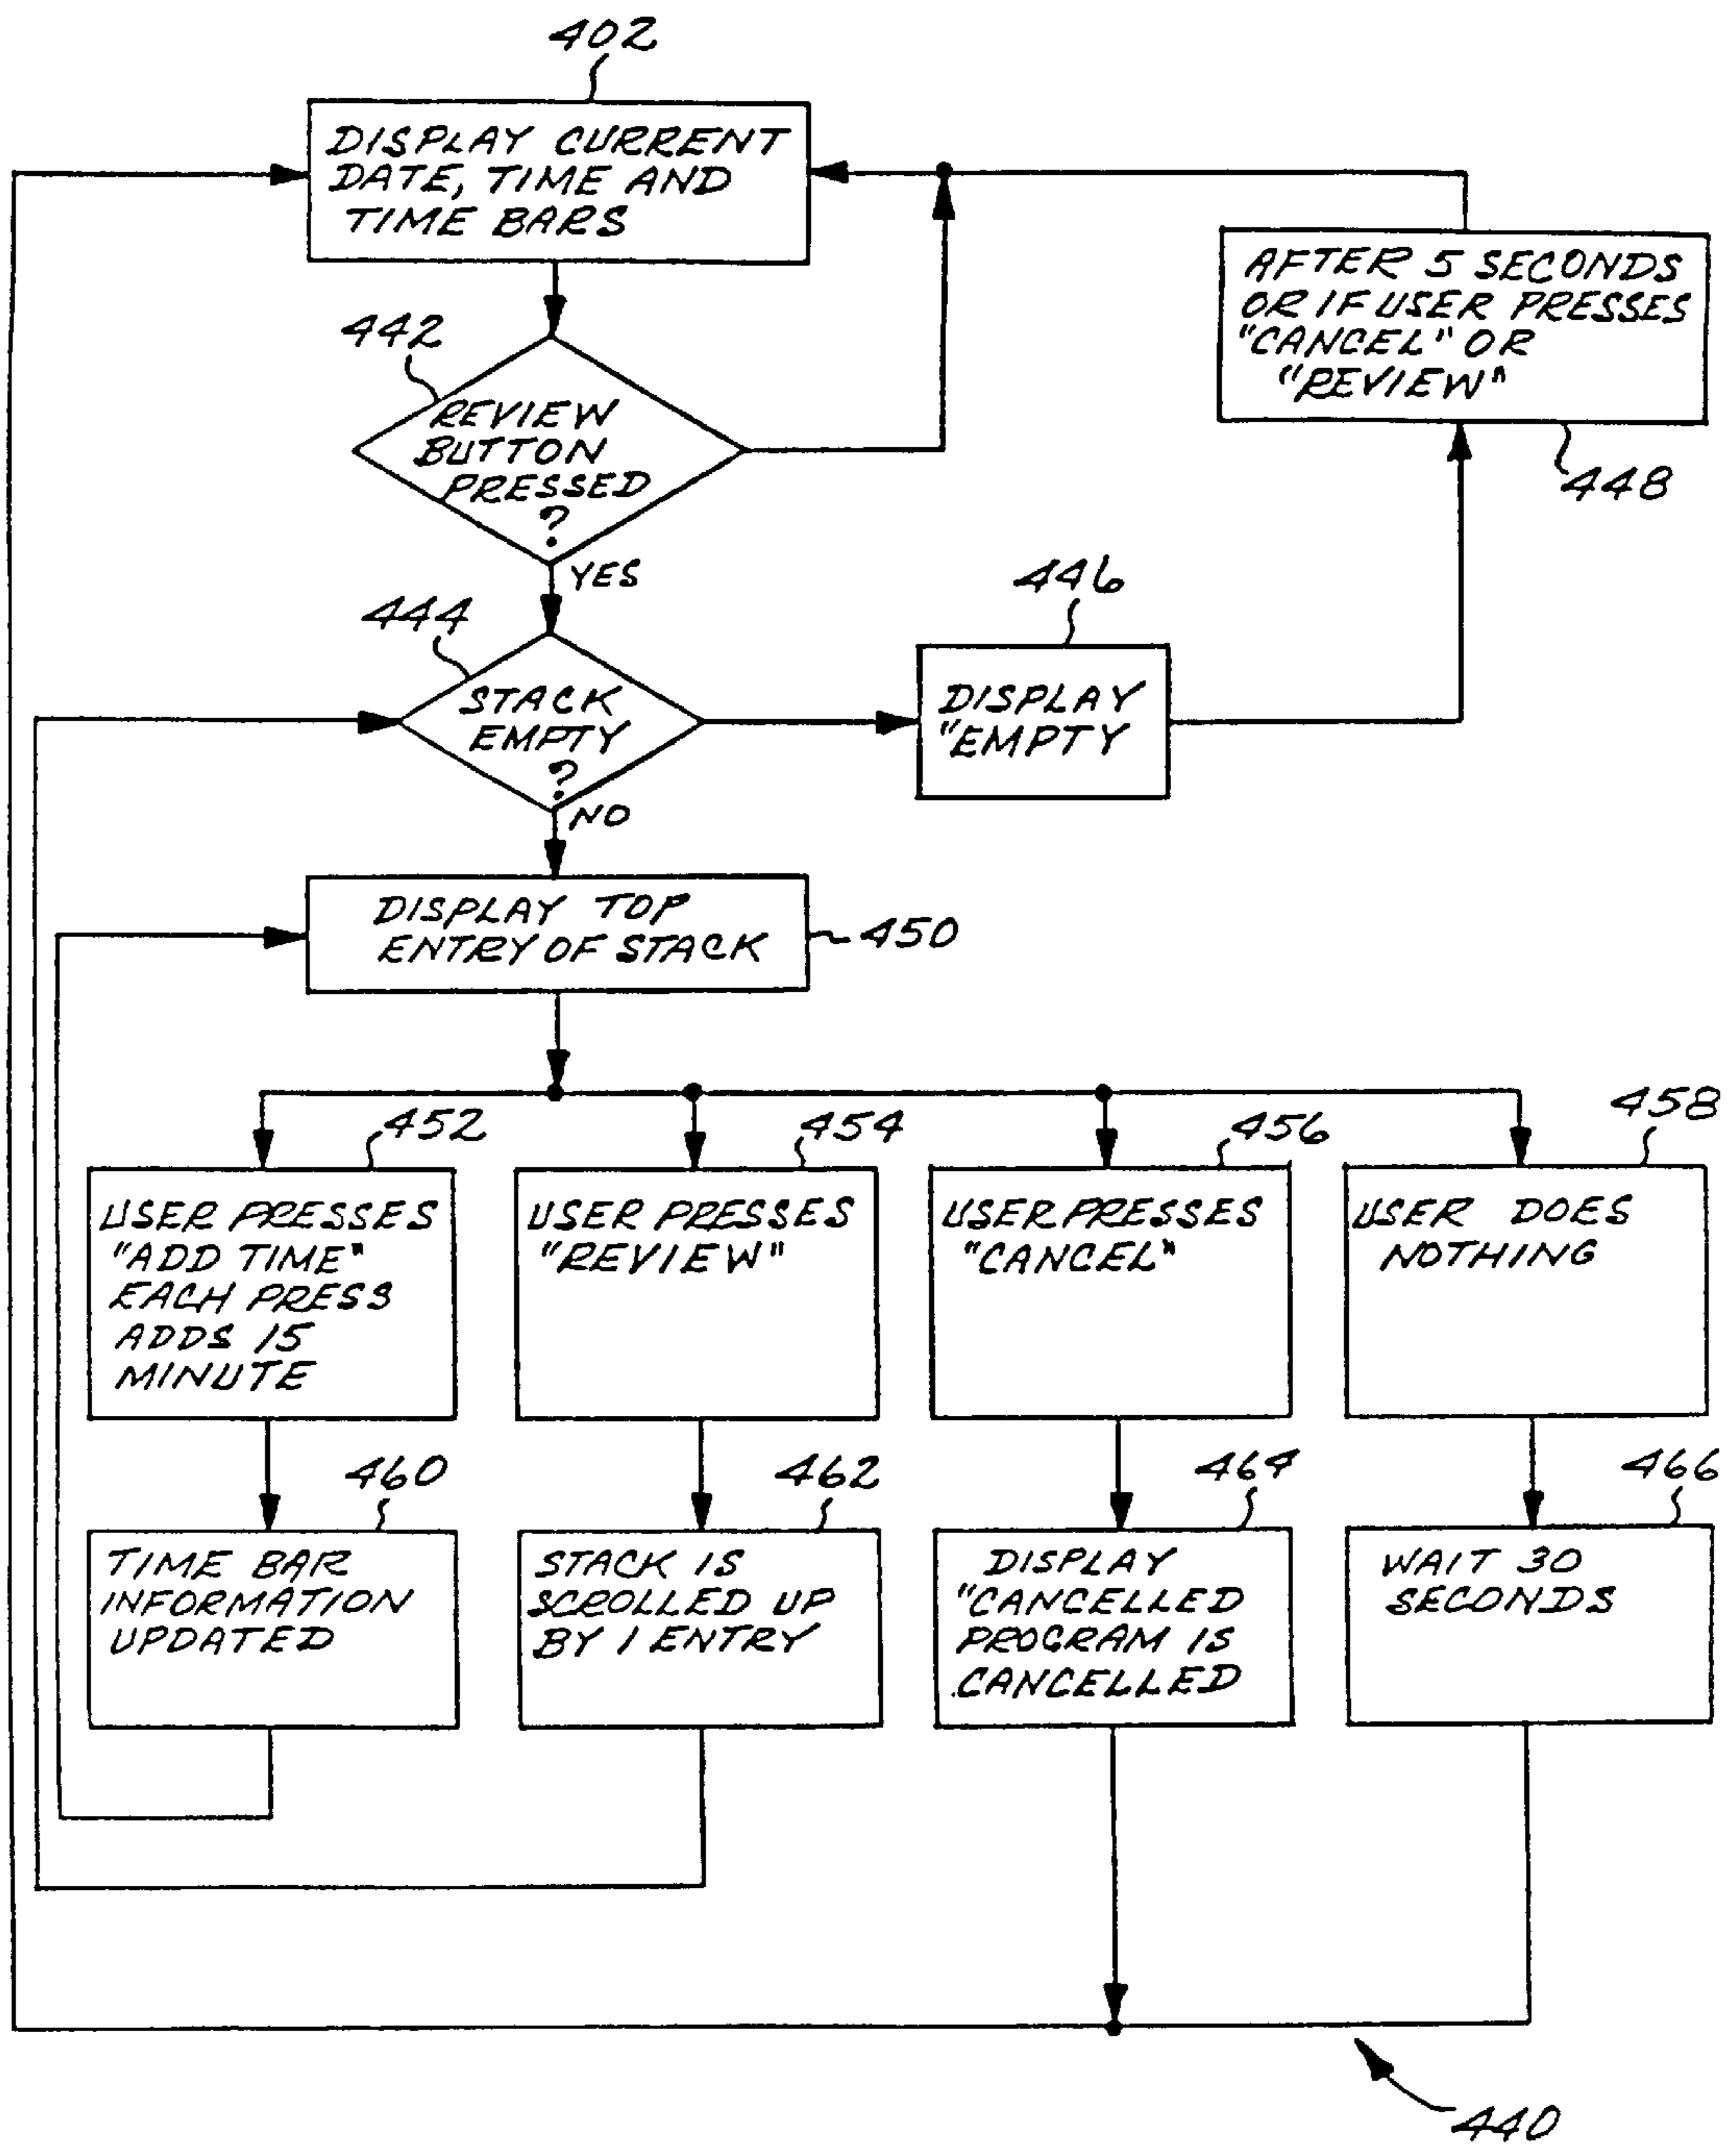 402
DISPLAY CURRENT
DATE, TIME AND
TIME BARS
442
REVIEW
BUTTON
PRESSED
?
YES
AFTER 5 SECONDS
OR IF USER PRESSES
"CANCEL" OR
"REVIEW"
448
444
STACK
EMPTY
?
NO
446
DISPLAY
"EMPTY
DISPLAY TOP
ENTRY OF STACK
450
452
USER PRESSES
"ADD TIME"
EACH PRESS
ADDS 15
MINUTE
454
USER PRESSES
"REVIEW"
456
USER PRESSES
"CANCEL"
458
USER DOES
NOTHING
460
TIME BAR
INFORMATION
UPDATED
462
STACK IS
SCROLLED UP
BY 1 ENTRY
464
DISPLAY
"CANCELLED
PROGRAM IS
CANCELLED
466
WAIT 30
SECONDS
440